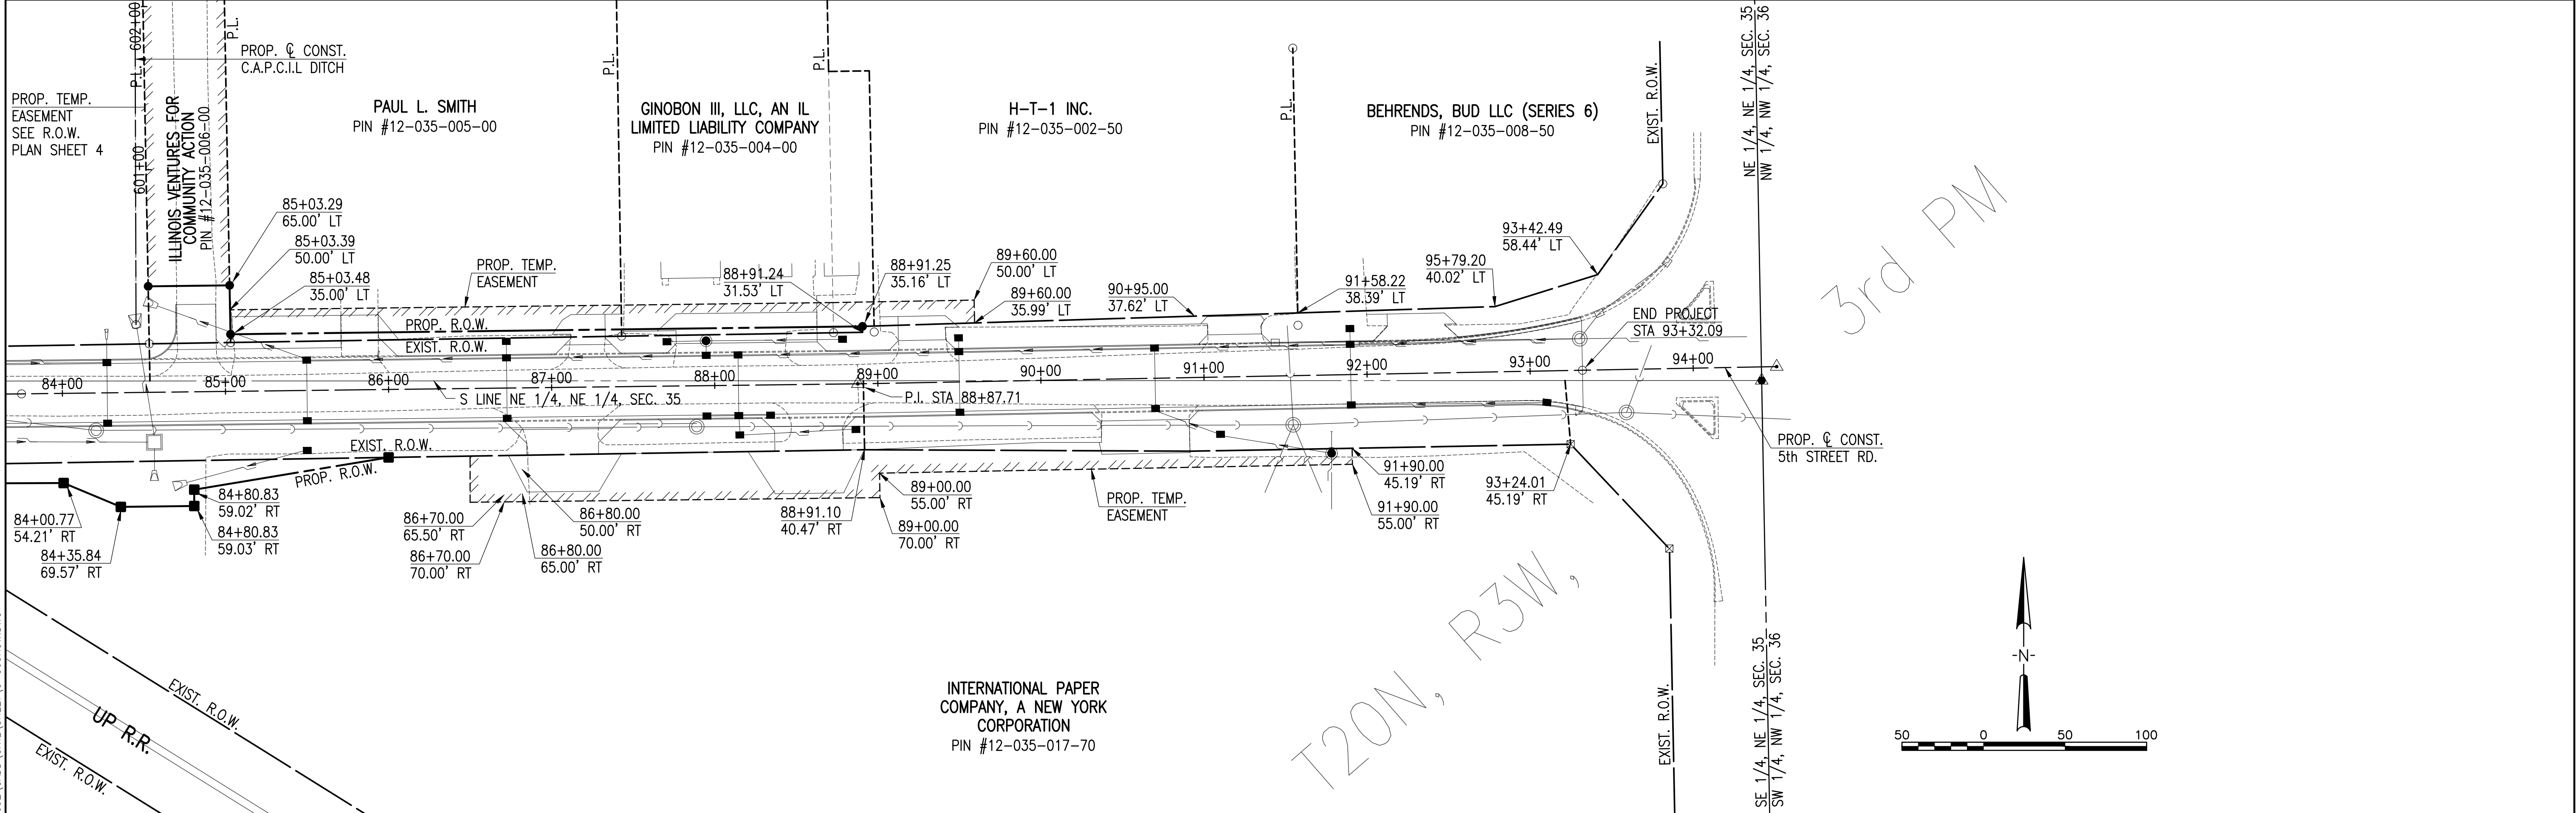 602+00
P.L.
P.L.
PROP. ℄ CONST.
C.A.P.C.I.L DITCH
PROP. TEMP.
EASEMENT
SEE R.O.W.
PLAN SHEET 4
601+00
ILLINOIS VENTURES FOR
COMMUNITY ACTION
PIN #12-035-006-00
PAUL L. SMITH
PIN #12-035-005-00
P.L.
GINOBON III, LLC, AN IL
LIMITED LIABILITY COMPANY
PIN #12-035-004-00
P.L.
H-T-1 INC.
PIN #12-035-002-50
P.L.
BEHRENDS, BUD LLC (SERIES 6)
PIN #12-035-008-50
EXIST. R.O.W.
NE 1/4, NE 1/4, SEC. 35
NW 1/4, NW 1/4, SEC. 36
3rd PM
85+03.29
65.00' LT
85+03.39
50.00' LT
85+03.48
35.00' LT
PROP. TEMP.
EASEMENT
88+91.24
31.53' LT
88+91.25
35.16' LT
89+60.00
50.00' LT
89+60.00
35.99' LT
90+95.00
37.62' LT
91+58.22
38.39' LT
95+79.20
40.02' LT
93+42.49
58.44' LT
END PROJECT
STA 93+32.09
PROP. R.O.W.
EXIST. R.O.W.
84+00
85+00
86+00
87+00
88+00
89+00
90+00
91+00
92+00
93+00
94+00
S LINE NE 1/4, NE 1/4, SEC. 35
P.I. STA 88+87.71
PROP. ℄ CONST.
5th STREET RD.
EXIST. R.O.W.
PROP. R.O.W.
84+00.77
54.21' RT
84+35.84
69.57' RT
84+80.83
59.02' RT
84+80.83
59.03' RT
86+70.00
65.50' RT
86+70.00
70.00' RT
86+80.00
50.00' RT
86+80.00
65.00' RT
88+91.10
40.47' RT
89+00.00
55.00' RT
89+00.00
70.00' RT
PROP. TEMP.
EASEMENT
91+90.00
45.19' RT
91+90.00
55.00' RT
93+24.01
45.19' RT
T20N, R3W,
EXIST. R.O.W.
UP R.R.
EXIST. R.O.W.
INTERNATIONAL PAPER
COMPANY, A NEW YORK
CORPORATION
PIN #12-035-017-70
EXIST. R.O.W.
SE 1/4, NE 1/4, SEC. 35
SW 1/4, NW 1/4, SEC. 36
-N-
50 0 50 100